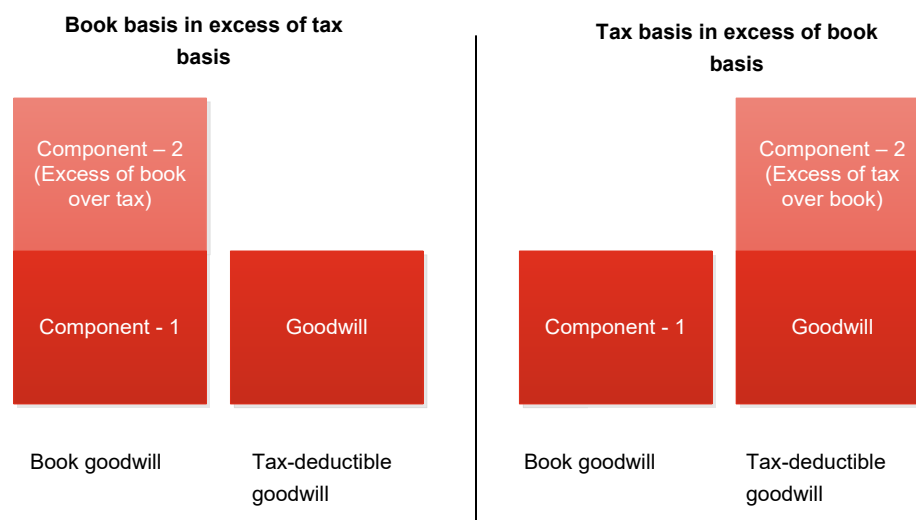 Book basis in excess of tax
basis
Component – 2
(Excess of book
over tax)
Component - 1
Goodwill
Book goodwill
Tax-deductible
goodwill
Tax basis in excess of book
basis
Component – 2
(Excess of tax
over book)
Component - 1
Goodwill
Book goodwill
Tax-deductible
goodwill